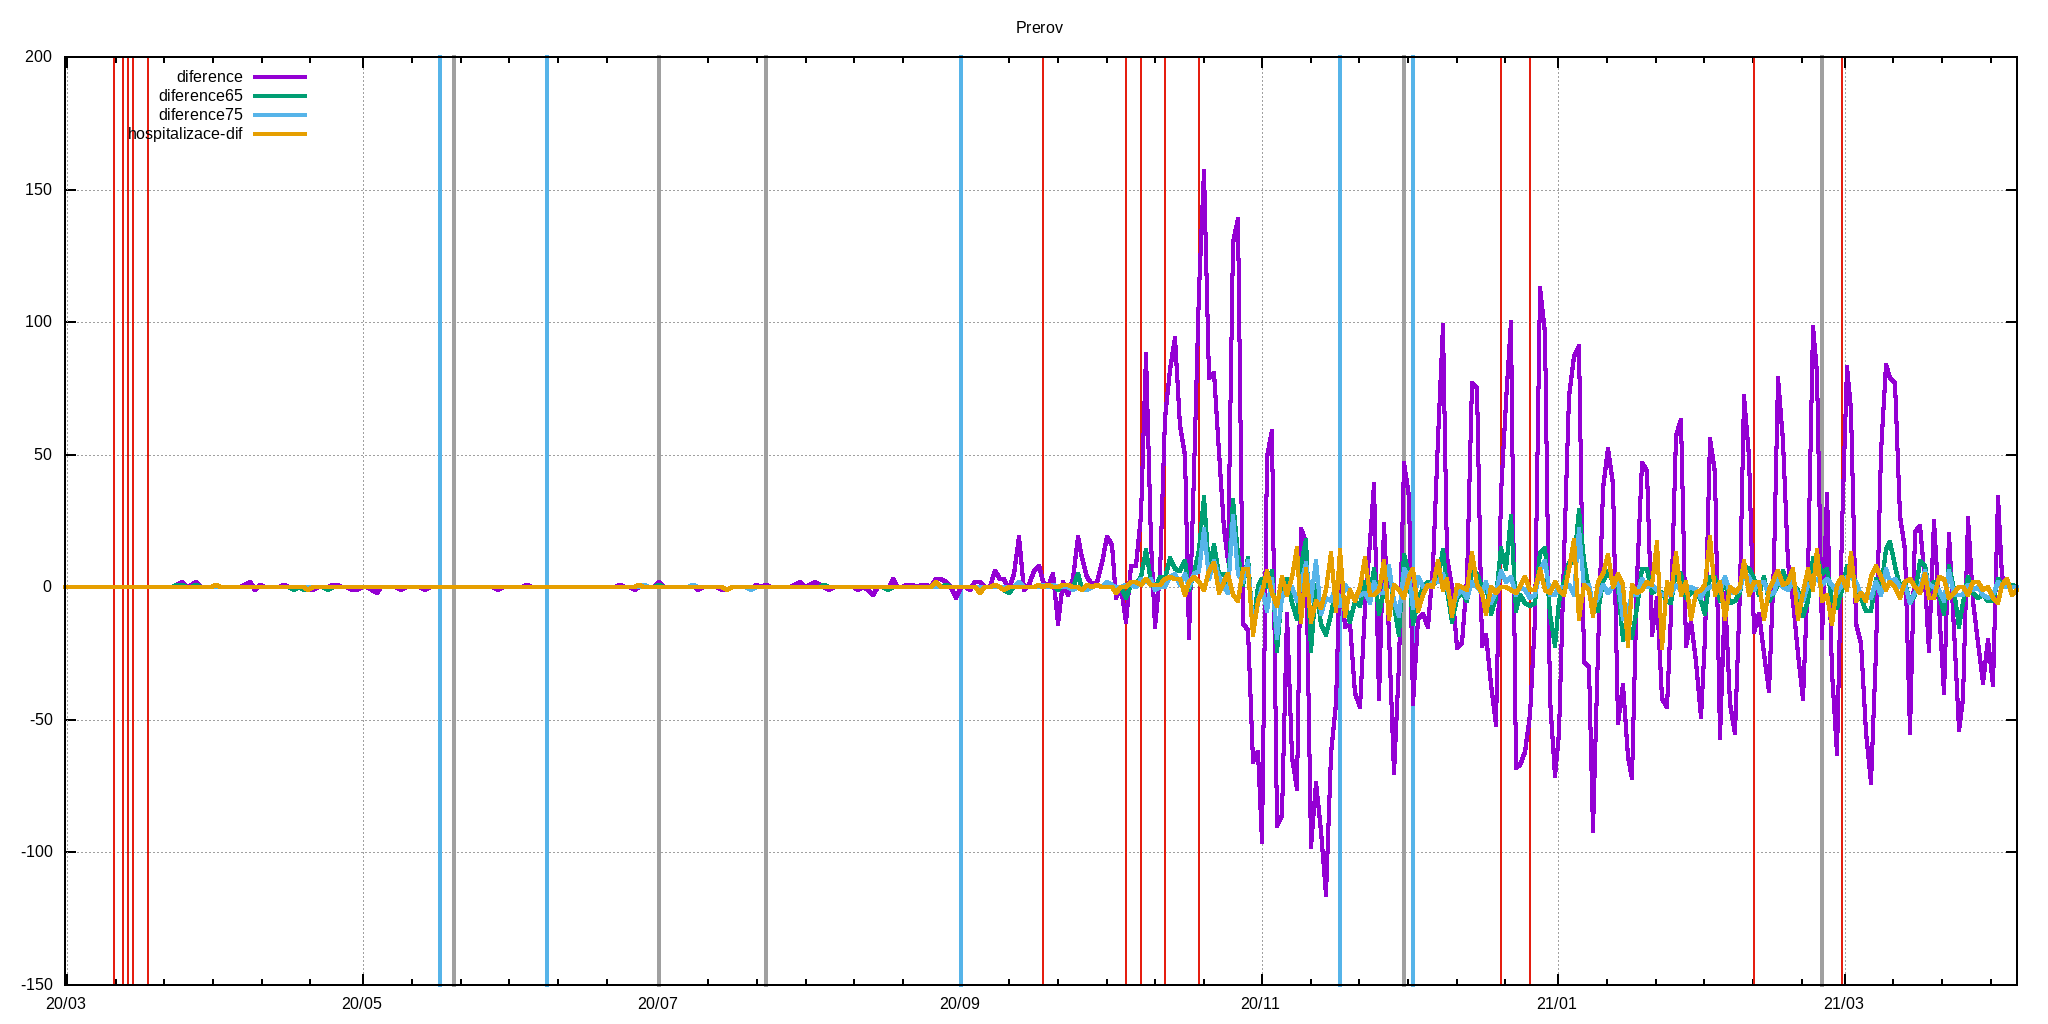 Prerov
200
diference
diference65
diference75
hospitalizace-dif
150
100
50
0
-50
-100
-150
20/03 20/05 20/07 20/09 20/11 21/01 21/03